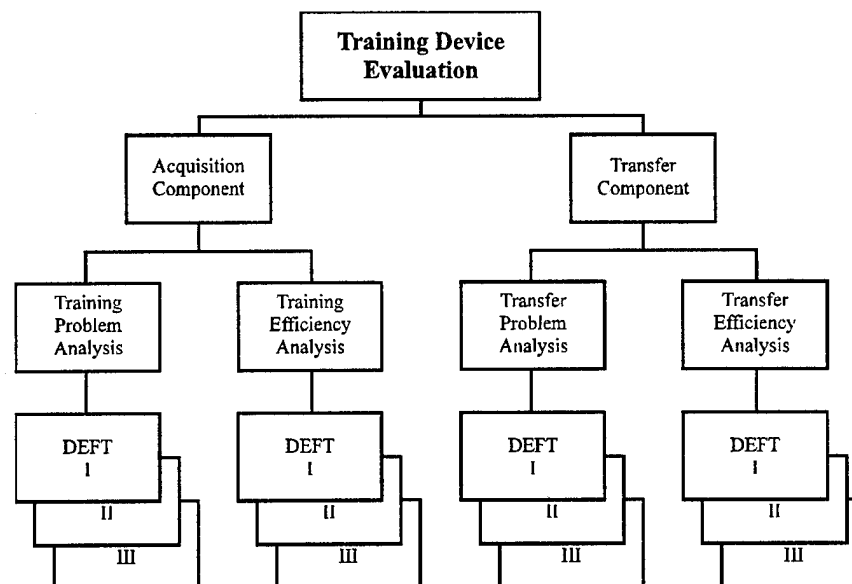 Training Device
Evaluation
Acquisition
Component
Transfer
Component
Training
Problem
Analysis
Training
Efficiency
Analysis
Transfer
Problem
Analysis
Transfer
Efficiency
Analysis
DEFT
I
II
III
DEFT
I
II
III
DEFT
I
II
III
DEFT
I
II
III